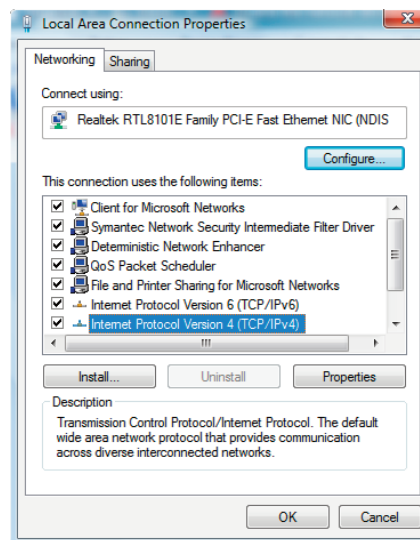 Local Area Connection Properties
Networking
Sharing
Connect using:
Realtek RTL8101E Family PCI-E Fast Ethernet NIC (NDIS
Configure...
This connection uses the following items:
Client for Microsoft Networks
Symantec Network Security Intermediate Filter Driver
Deterministic Network Enhancer
QoS Packet Scheduler
File and Printer Sharing for Microsoft Networks
Internet Protocol Version 6 (TCP/IPv6)
Internet Protocol Version 4 (TCP/IPv4)
Install... Uninstall Properties
Description
Transmission Control Protocol/Internet Protocol. The default
wide area network protocol that provides communication
across diverse interconnected networks.
OK Cancel